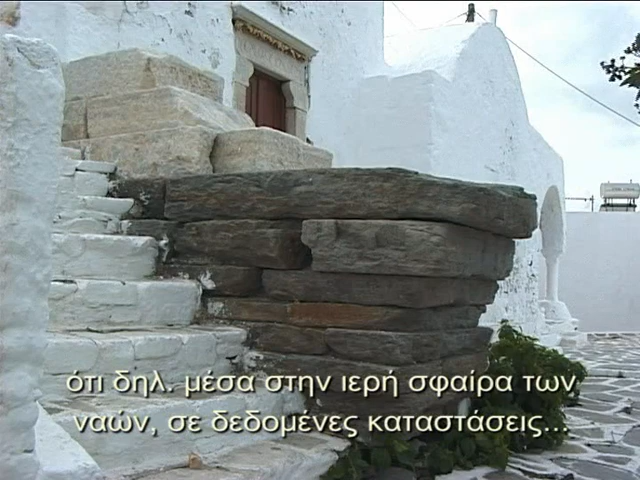 ότι δηλ. μέσα στην ιερή σφαίρα των
ναών, σε δεδομένες καταστάσεις...